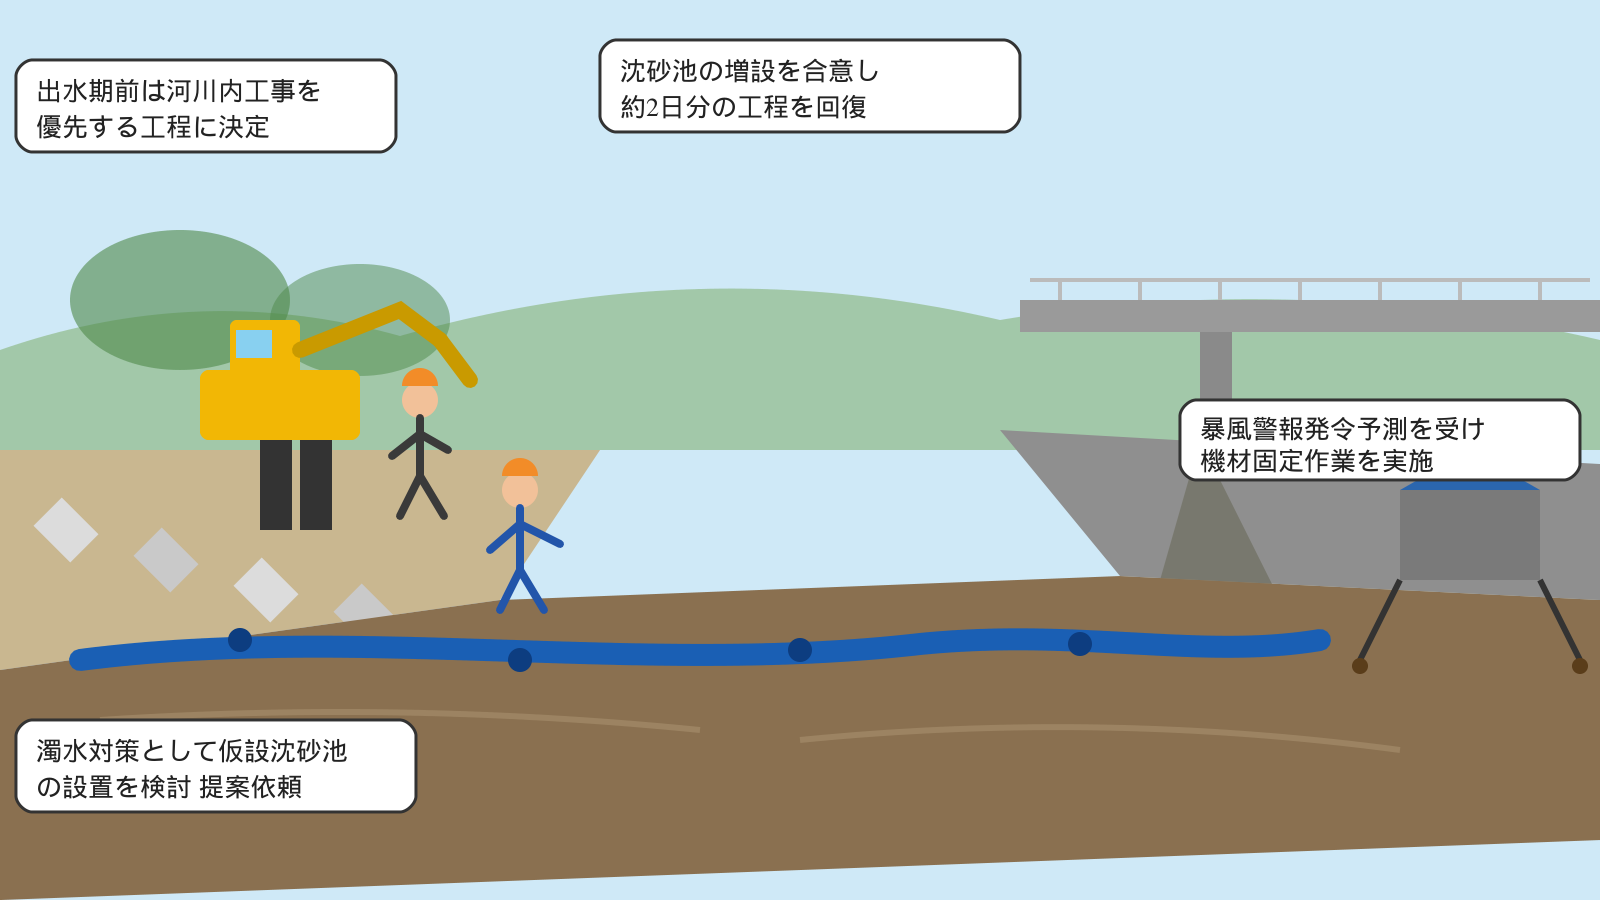 出水期前は河川内工事を
優先する工程に決定
沈砂池の増設を合意し
約2日分の工程を回復
暴風警報発令予測を受け
機材固定作業を実施
濁水対策として仮設沈砂池
の設置を検討 提案依頼